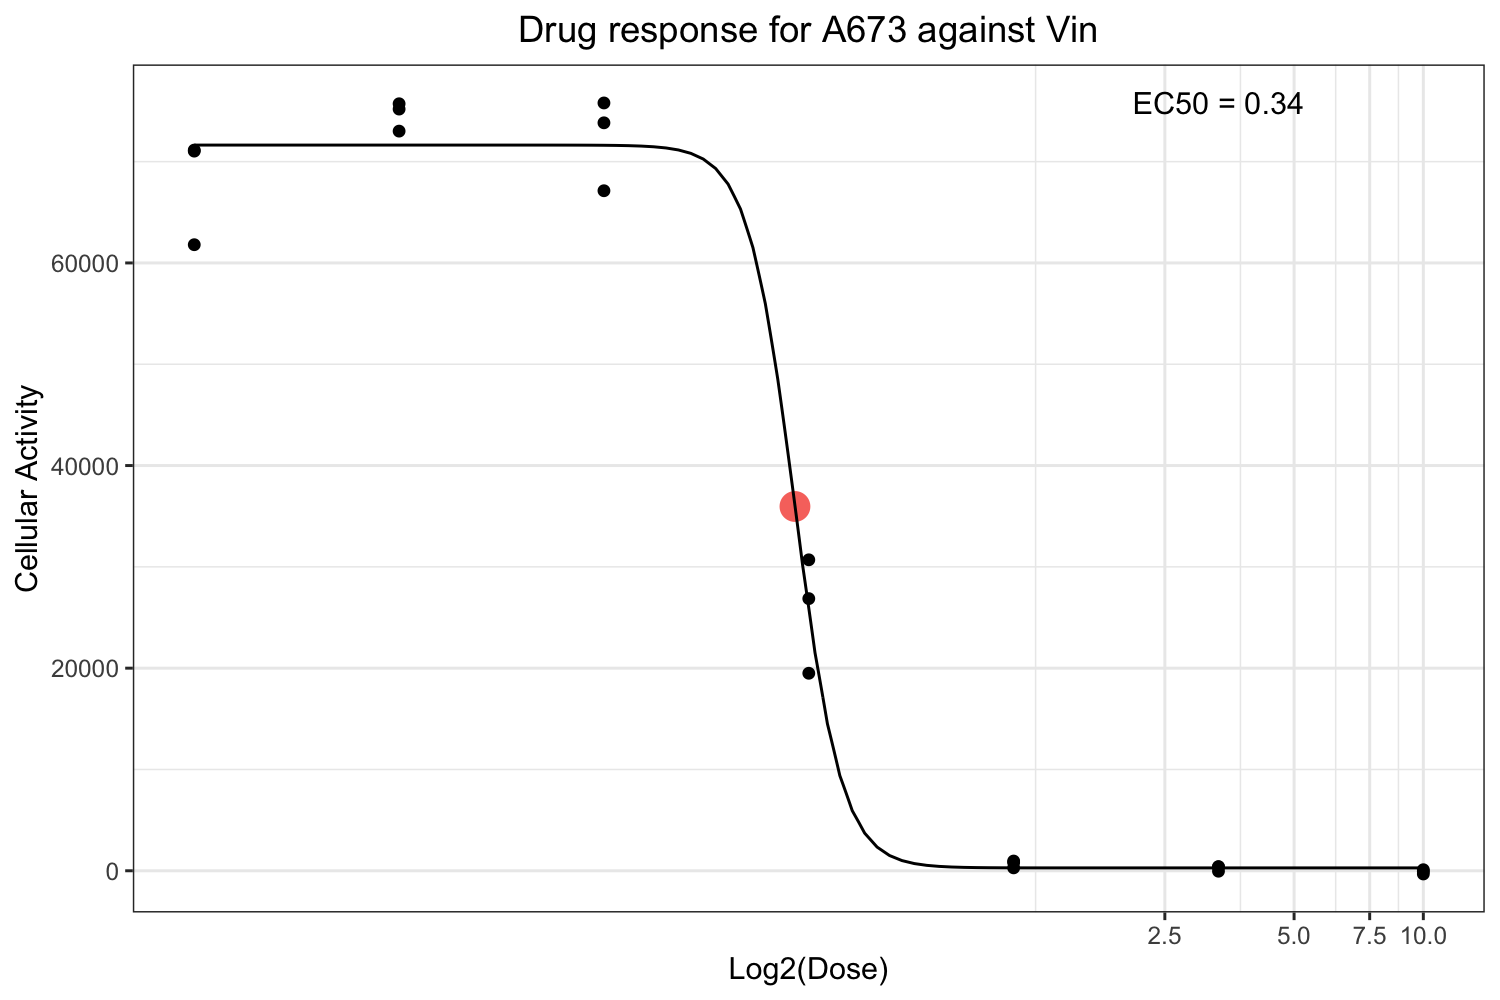 Drug response for A673 against Vin
EC50 = 0.34
60000
40000
20000
0
Cellular Activity
2.5 5.0 7.5 10.0
Log2(Dose)